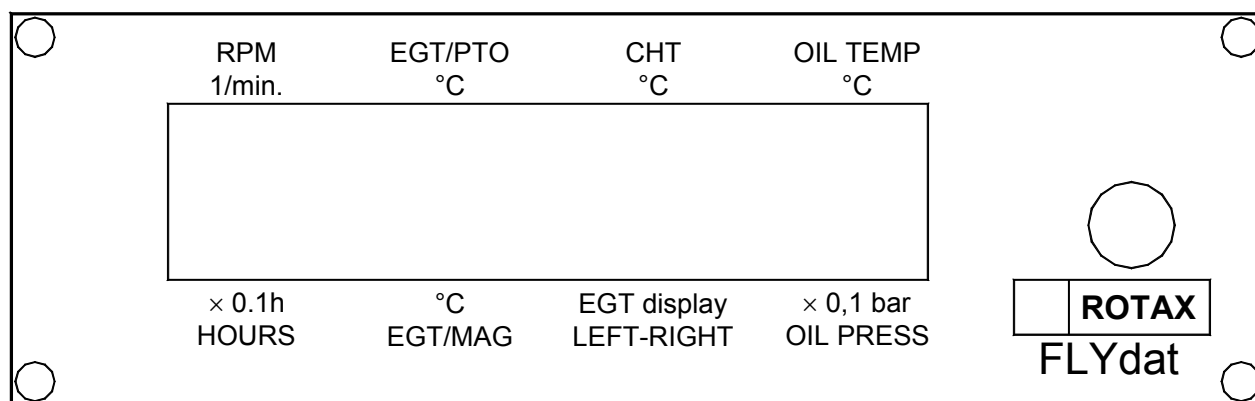 RPM EGT/PTO CHT OIL TEMP
1/min. °C °C °C
× 0.1h °C EGT display × 0,1 bar
HOURS EGT/MAG LEFT-RIGHT OIL PRESS
ROTAX
FLYdat